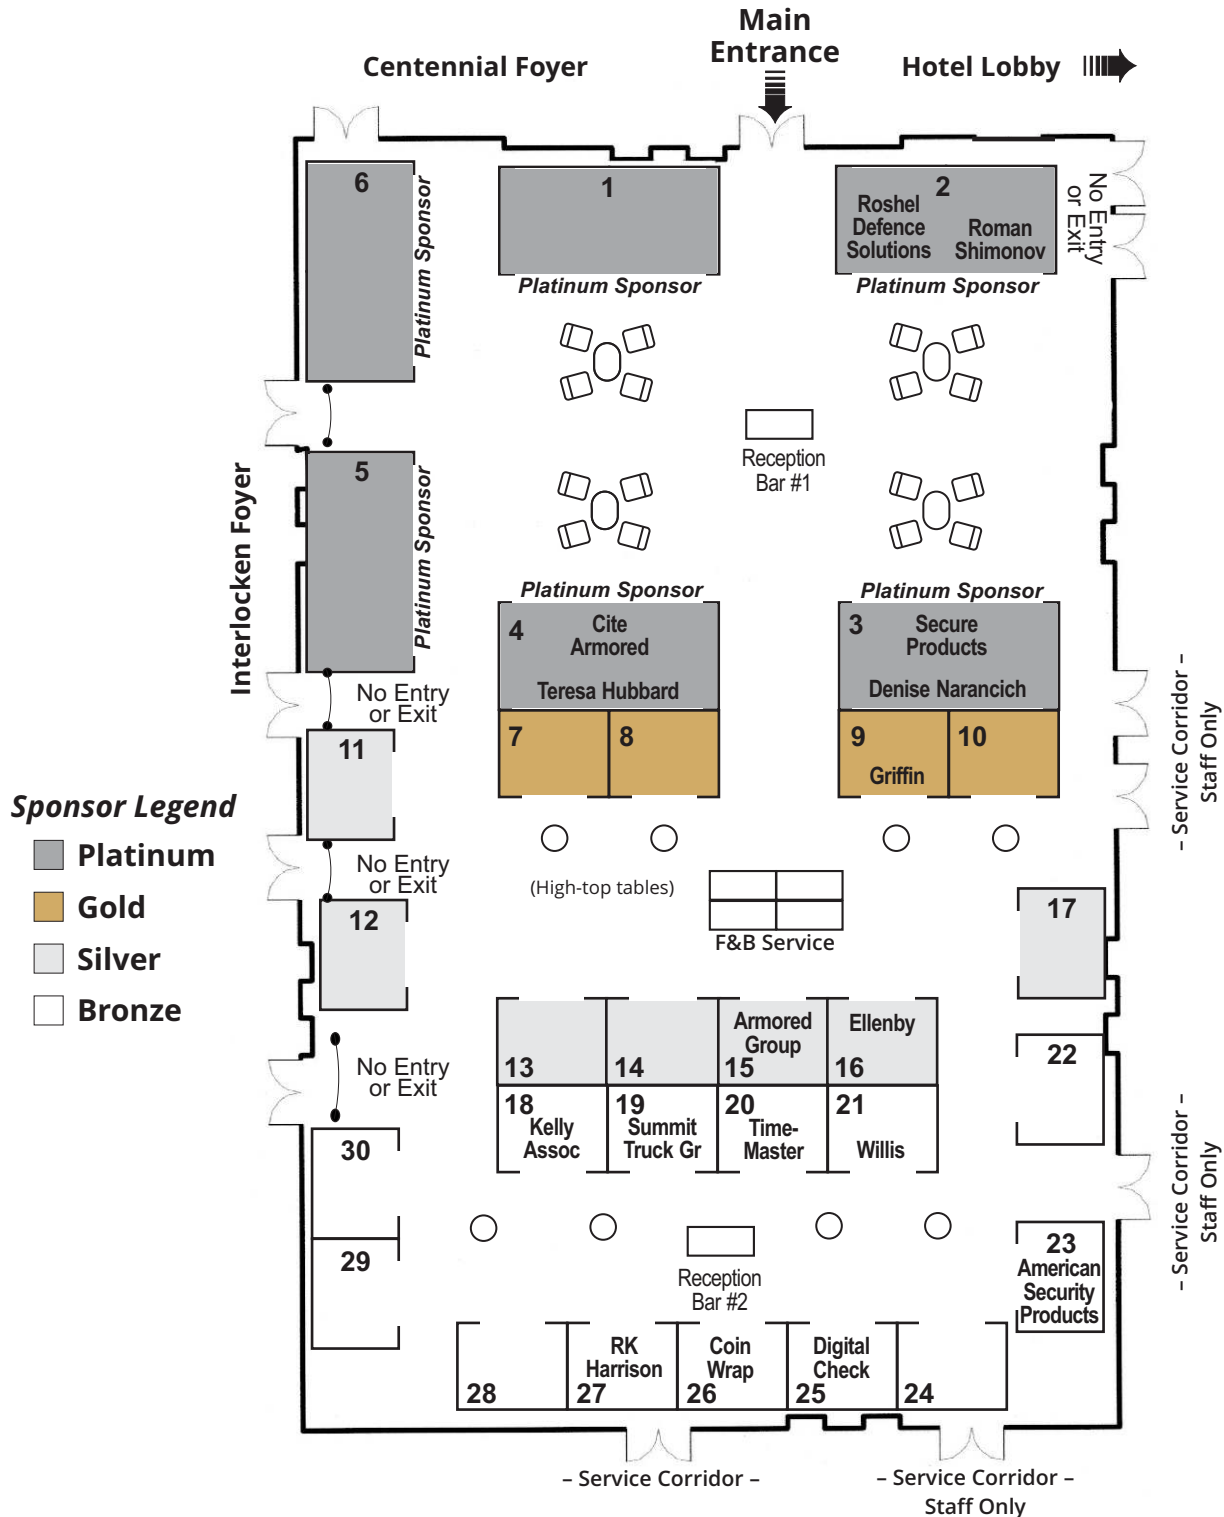 Main
Entrance
Centennial Foyer
Hotel Lobby
6
Platinum Sponsor
1
Platinum Sponsor
2
Roshel
Defence
Solutions
Roman
Shimonov
Platinum Sponsor
No Entry
or Exit
Reception
Bar #1
Interlocken Foyer
5
Platinum Sponsor
Platinum Sponsor
4
Cite
Armored
Teresa Hubbard
Platinum Sponsor
3
Secure
Products
Denise Narancich
No Entry
or Exit
7
8
9
Griffin
10
– Service Corridor –
Staff Only
11
Sponsor Legend
Platinum
Gold
Silver
Bronze
No Entry
or Exit
(High-top tables)
F&B Service
12
17
No Entry
or Exit
13
14
Armored
Group
15
Ellenby
16
18
Kelly
Assoc
19
Summit
Truck Gr
20
Time-
Master
21
Willis
22
– Service Corridor –
Staff Only
30
29
23
American
Security
Products
Reception
Bar #2
28
RK
Harrison
27
Coin
Wrap
26
Digital
Check
25
24
– Service Corridor –
– Service Corridor –
Staff Only